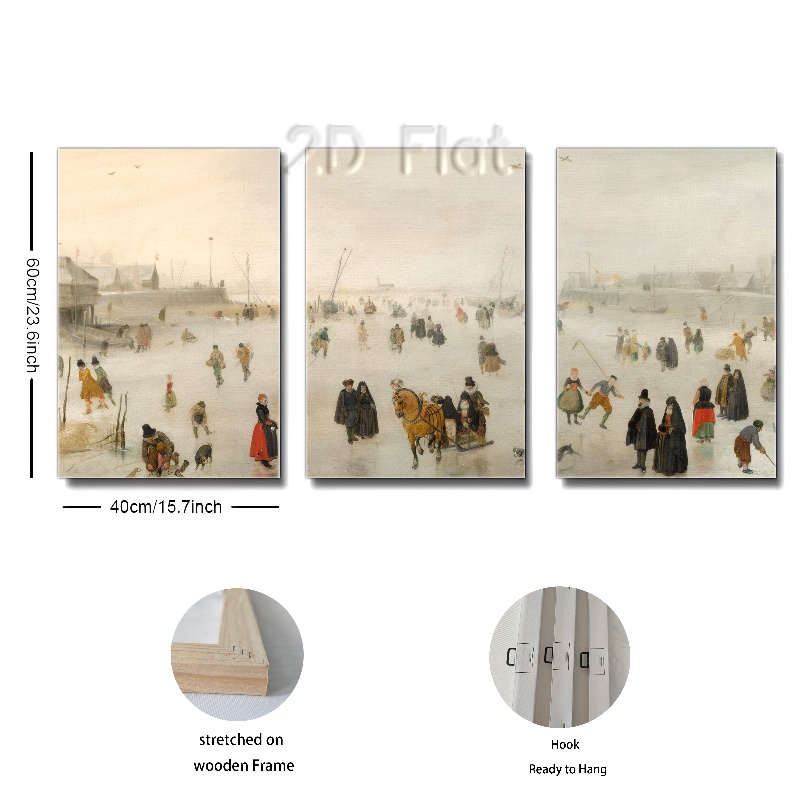 2D Flat
60cm/23.6inch
40cm/15.7inch
stretched on
wooden Frame
Hook
Ready to Hang